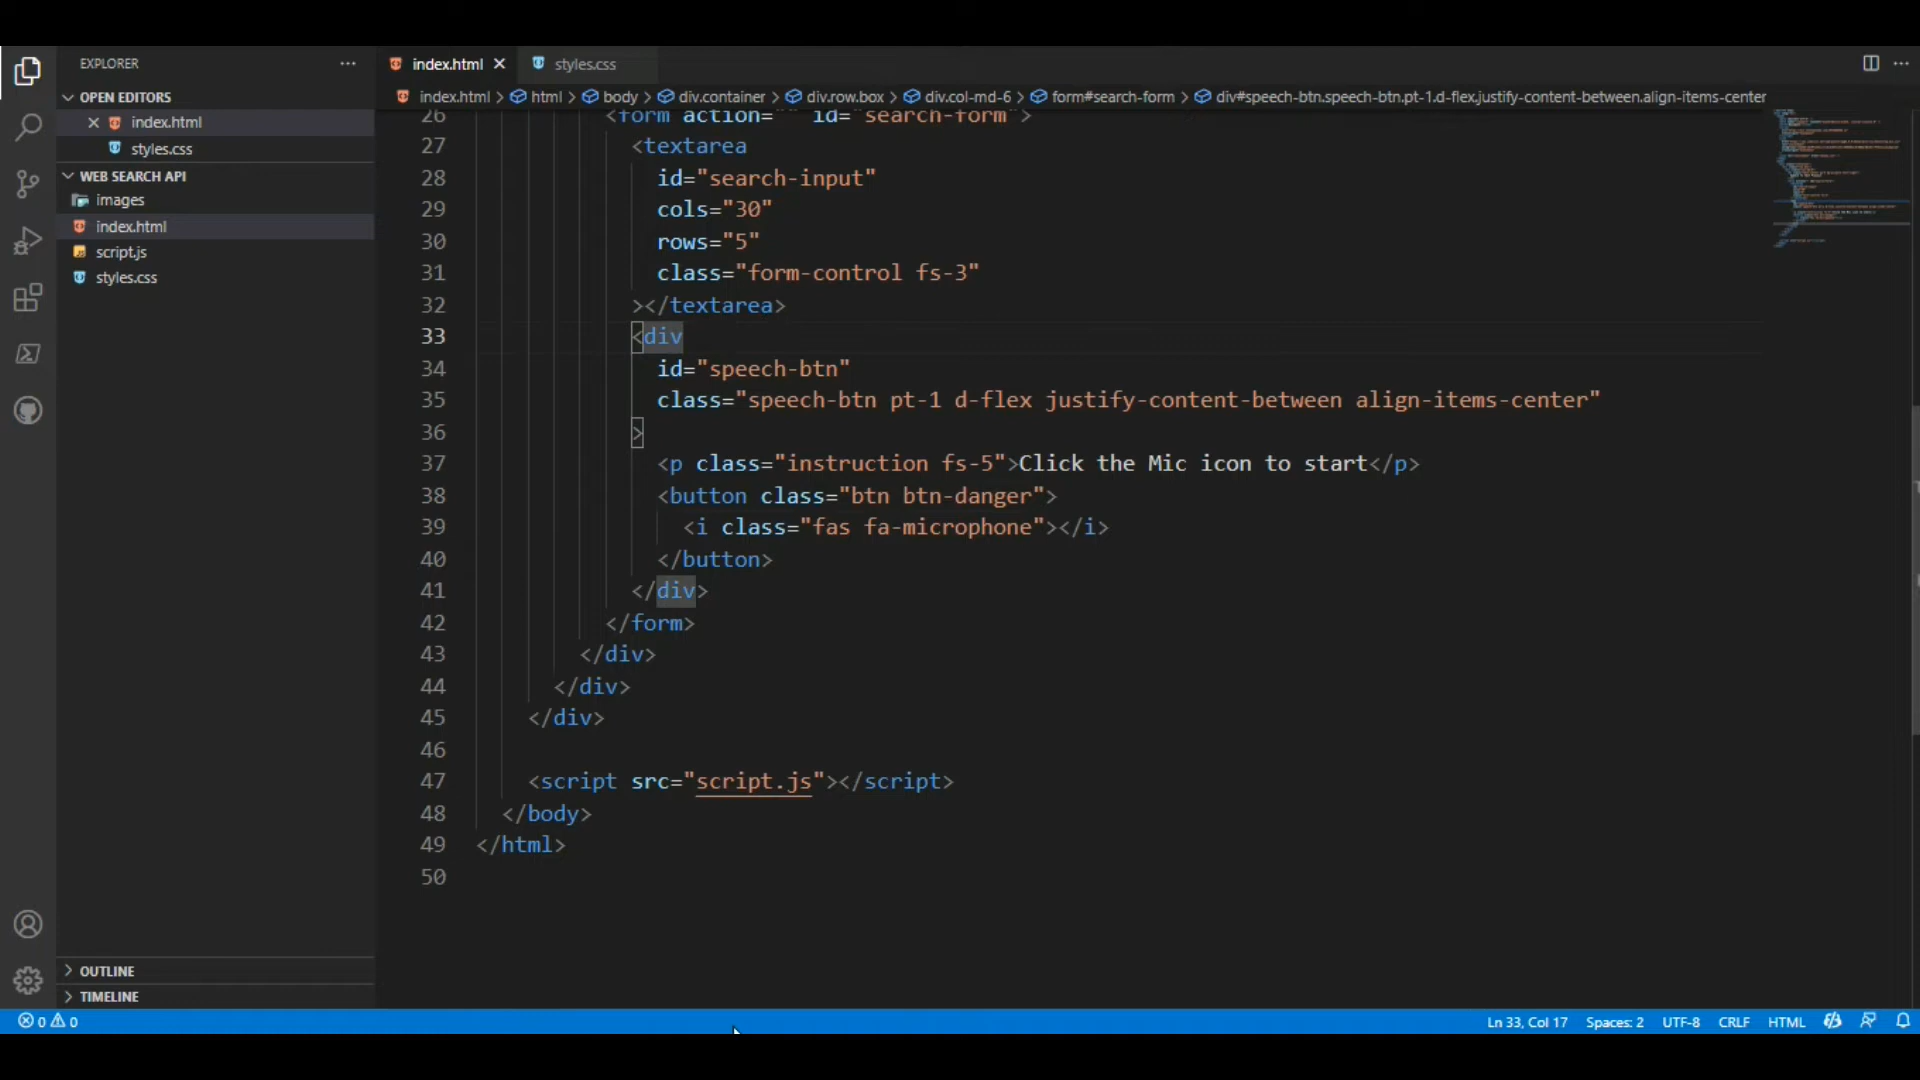 EXPLORER
OPEN EDITORS
index.html
styles.css
WEB SEARCH API
images
index.html
script.js
styles.css
OUTLINE
TIMELINE
index.html
styles.css
index.html > html > body > div.container > div.row.box > div.col-md-6 > form#search-form > div#speech-btn.speech-btn.pt-1.d-flex.justify-content-between.align-items-center
26 <form action="" id="search-form">
27 <textarea
28 id="search-input"
29 cols="30"
30 rows="5"
31 class="form-control fs-3"
32 ></textarea>
33 <div
34 id="speech-btn"
35 class="speech-btn pt-1 d-flex justify-content-between align-items-center"
36 >
37 <p class="instruction fs-5">Click the Mic icon to start</p>
38 <button class="btn btn-danger">
39 <i class="fas fa-microphone"></i>
40 </button>
41 </div>
42 </form>
43 </div>
44 </div>
45 </div>
46
47 <script src="script.js"></script>
48 </body>
49 </html>
50
0 0
Ln 33, Col 17 Spaces: 2 UTF-8 CRLF HTML